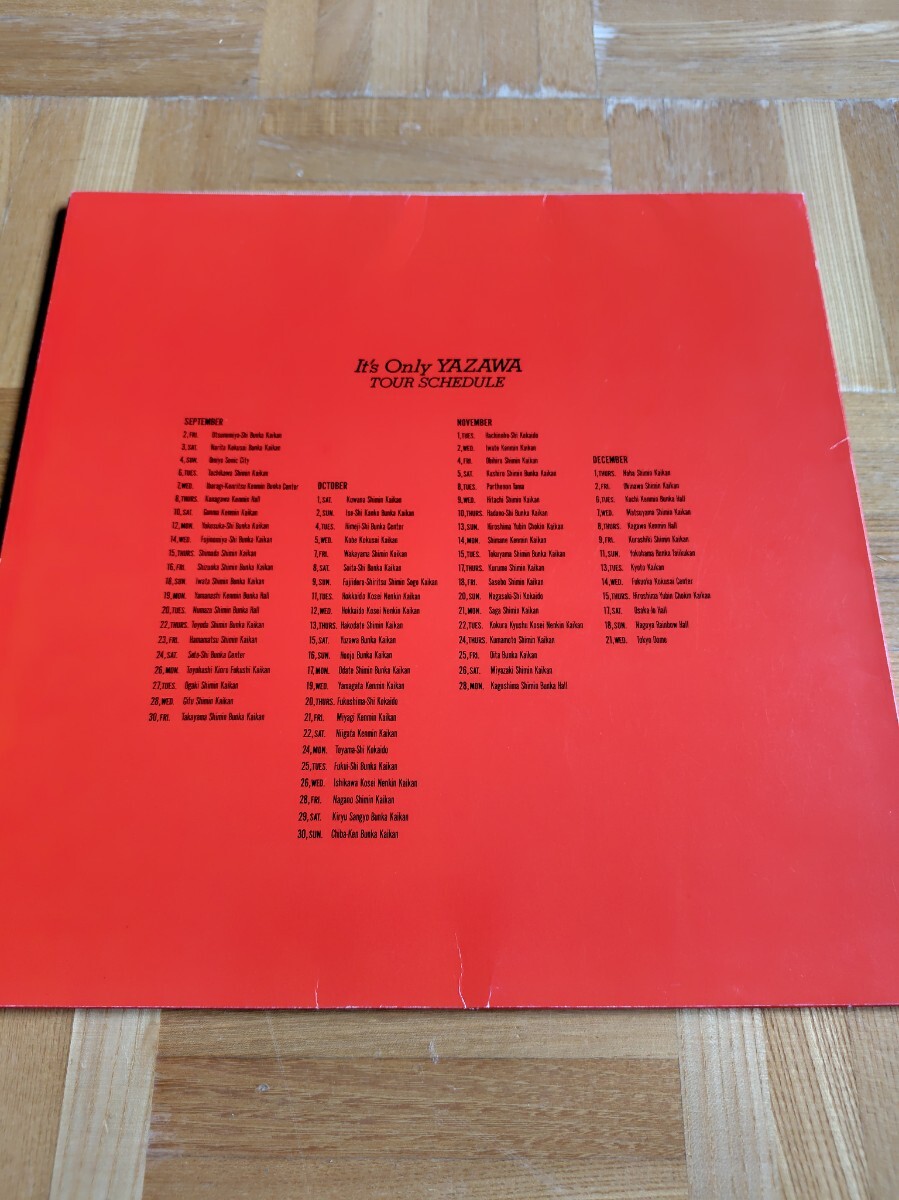 It's Only YAZAWA
TOUR SCHEDULE
SEPTEMBER
2, FRI. Utsunomiya-Shi Bunka Kaikan
3, SAT. Narita Kokusai Bunka Kaikan
4, SUN. Omiya Sonic City
6, TUES. Tachikawa Shimin Kaikan
7, WED. Ibaragi-Kenritsu Kenmin Bunka Center
8, THURS. Kanagawa Kenmin Hall
10, SAT. Gunma Kenmin Kaikan
12, MON. Yokosuka-Shi Bunka Kaikan
14, WED. Fujinomiya-Shi Bunka Kaikan
15, THURS. Shimoda Shimin Kaikan
16, FRI. Shizuoka Shimin Bunka Kaikan
18, SUN. Iwata Shimin Bunka Kaikan
19, MON. Yamanashi Kenmin Bunka Hall
20, TUES. Numazu Shimin Bunka Hall
22, THURS. Toyoda Shimin Bunka Kaikan
23, FRI. Hamamatsu Shimin Kaikan
24, SAT. Seto-Shi Bunka Center
26, MON. Toyohashi Kinro Fukushi Kaikan
27, TUES. Ogaki Shimin Kaikan
28, WED. Gifu Shimin Kaikan
30, FRI. Takayama Shimin Bunka Kaikan
OCTOBER
1, SAT. Kuwana Shimin Kaikan
2, SUN. Ise-Shi Kanko Bunka Kaikan
4, TUES. Himeji-Shi Bunka Center
5, WED. Kobe Kokusai Kaikan
7, FRI. Wakayama Shimin Kaikan
8, SAT. Suita-Shi Bunka Kaikan
9, SUN. Fujiidera-Shiritsu Shimin Sogo Kaikan
11, TUES. Hokkaido Kosei Nenkin Kaikan
12, WED. Hokkaido Kosei Nenkin Kaikan
13, THURS. Hakodate Shimin Kaikan
15, SAT. Yuzawa Bunka Kaikan
16, SUN. Honjo Bunka Kaikan
17, MON. Odate Shimin Bunka Kaikan
19, WED. Yamagata Kenmin Kaikan
20, THURS. Fukushima-Shi Kokaido
21, FRI. Miyagi Kenmin Kaikan
22, SAT. Niigata Kenmin Kaikan
24, MON. Toyama-Shi Kokaido
25, TUES. Fukui-Shi Bunka Kaikan
26, WED. Ishikawa Kosei Nenkin Kaikan
28, FRI. Nagano Shimin Kaikan
29, SAT. Kiryu Sangyo Bunka Kaikan
30, SUN. Chiba-Ken Bunka Kaikan
NOVEMBER
1, TUES. Hachinohe-Shi Kokaido
2, WED. Iwate Kenmin Kaikan
4, FRI. Obihiro Shimin Kaikan
5, SAT. Kushiro Shimin Bunka Kaikan
8, TUES. Parthenon Tama
9, WED. Hitachi Shimin Kaikan
10, THURS. Hadano-Shi Bunka Kaikan
13, SUN. Hiroshima Yubin Chokin Kaikan
14, MON. Shimane Kenmin Kaikan
15, TUES. Tokuyama Shimin Bunka Kaikan
17, THURS. Kurume Shimin Kaikan
18, FRI. Sasebo Shimin Kaikan
20, SUN. Nagasaki-Shi Kokaido
21, MON. Saga Shimin Kaikan
22, TUES. Kokura Kyushu Kosei Nenkin Kaikan
24, THURS. Kumamoto Shimin Kaikan
25, FRI. Oita Bunka Kaikan
26, SAT. Miyazaki Shimin Kaikan
28, MON. Kagoshima Shimin Bunka Hall
DECEMBER
1, THURS. Naha Shimin Kaikan
2, FRI. Okinawa Shimin Kaikan
6, TUES. Kochi Kenmin Bunka Hall
7, WED. Matsuyama Shimin Kaikan
8, THURS. Kagawa Kenmin Hall
9, FRI. Kurashiki Shimin Kaikan
11, SUN. Yokohama Bunka Taiikukan
13, TUES. Kyoto Kaikan
14, WED. Fukuoka Kokusai Center
15, THURS. Hiroshima Yubin Chokin Kaikan
17, SAT. Osaka-Jo Hall
18, SUN. Nagoya Rainbow Hall
21, WED. Tokyo Dome